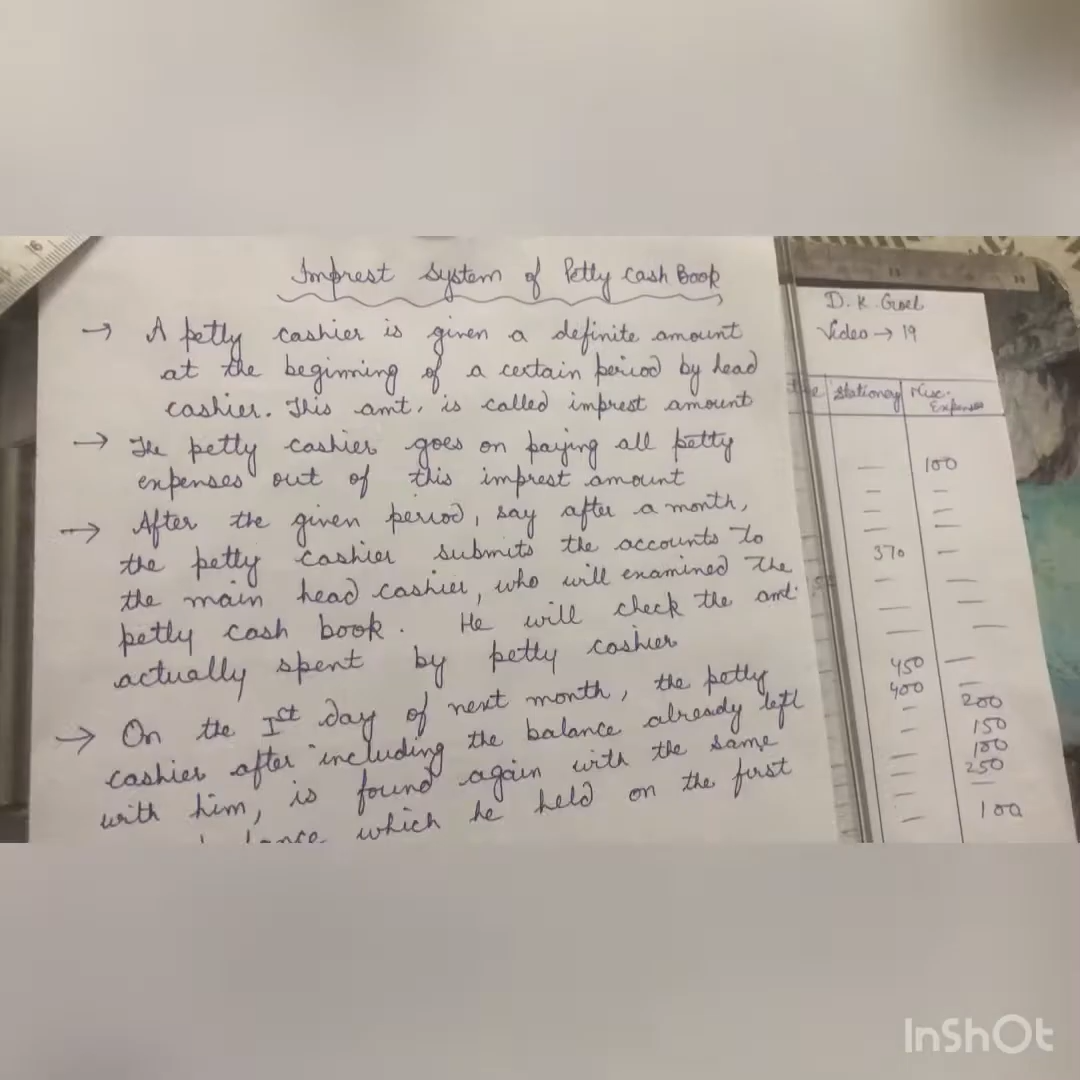 Imprest System of Petty Cash Book
→ A petty cashier is given a definite amount
at the beginning of a certain period by head
cashier. This amt. is called imprest amount
→ The petty cashier goes on paying all petty
expenses out of this imprest amount
→ After the given period, say after a month,
the petty cashier submits the accounts to
the main head cashier, who will examined the
petty cash book. He will check the amt.
actually spent by petty cashier
→ On the Ist day of next month, the petty
cashier after including the balance already left
with him, is found again with the same
which he held on the first
D. K. Goel
Video → 19
Stationery Misc. Expenses
— 100
— —
— —
— —
370 —
— —
— —
450 —
400 —
— 200
— 150
— 100
— 250
— —
— 100
InShOt